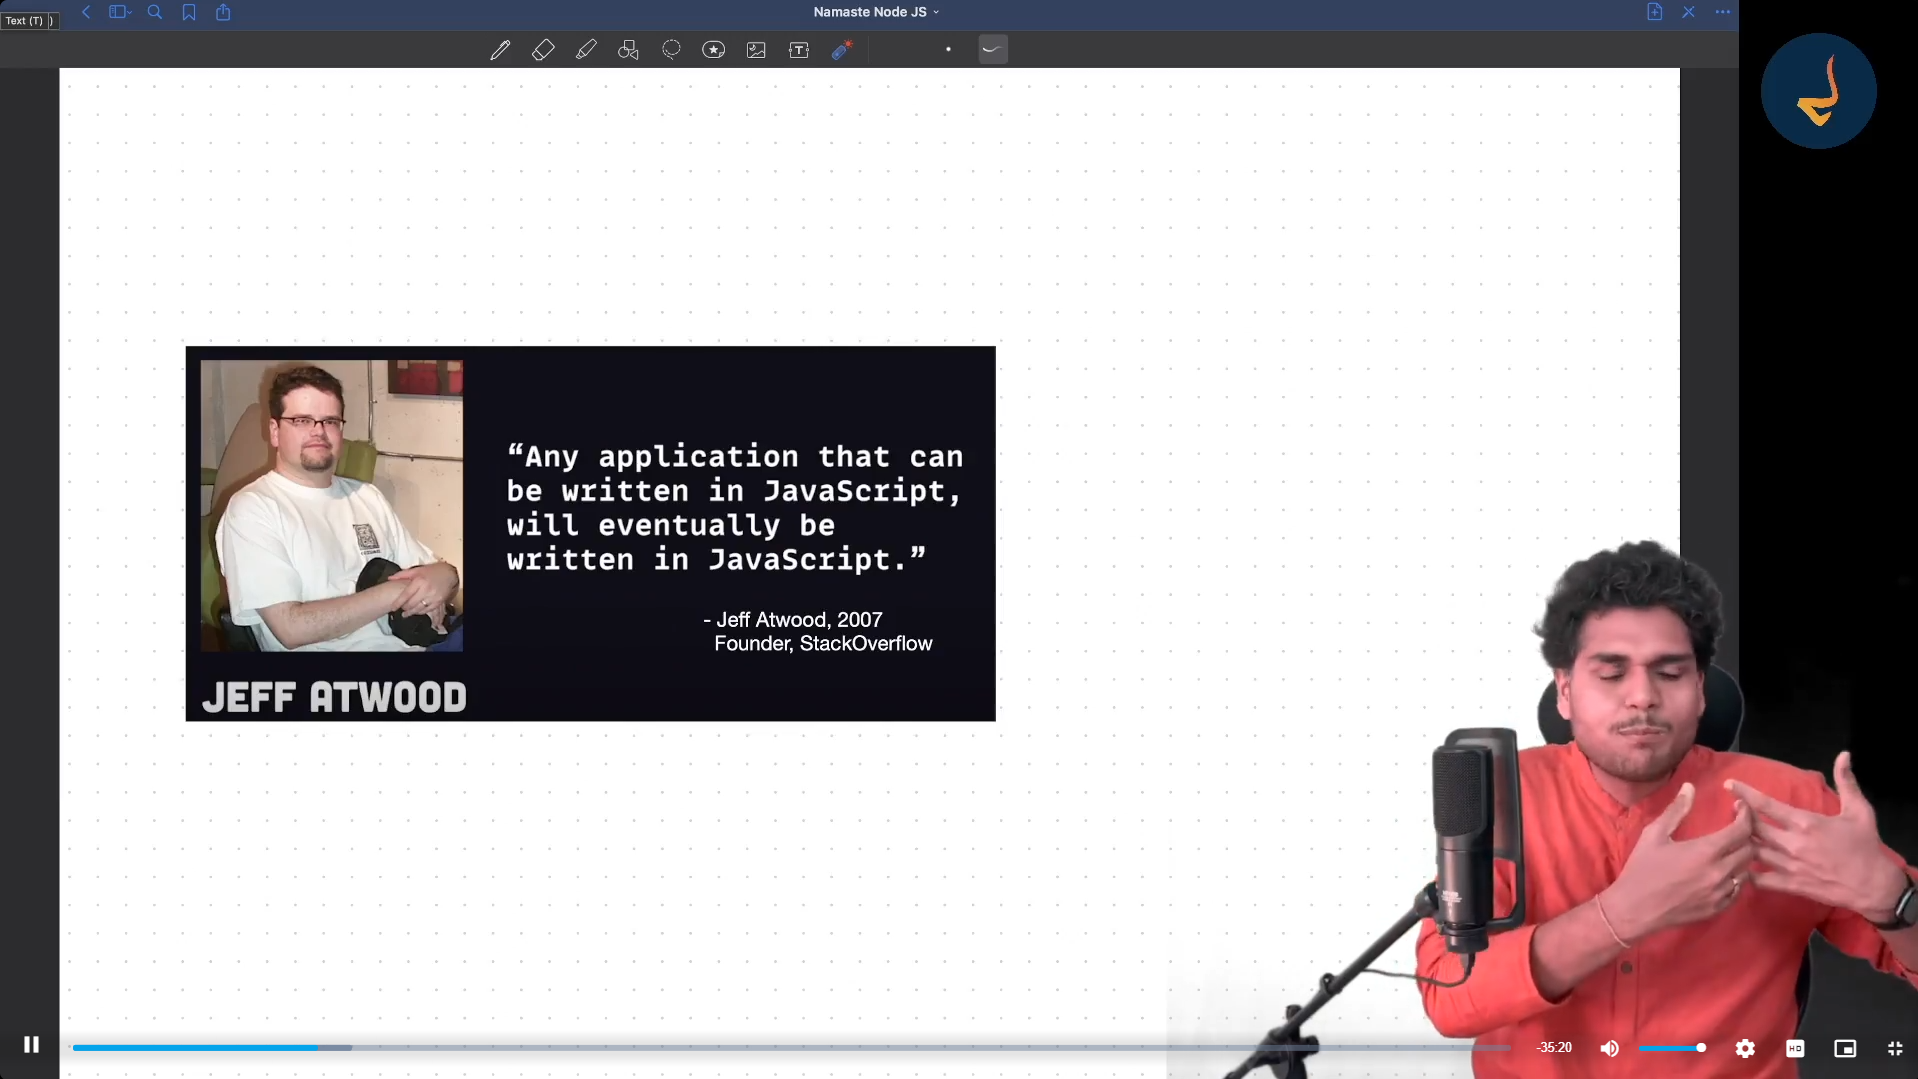 Text (T)
Namaste Node JS
“Any application that can
be written in JavaScript,
will eventually be
written in JavaScript.”
- Jeff Atwood, 2007
Founder, StackOverflow
JEFF ATWOOD
-35:20
HD